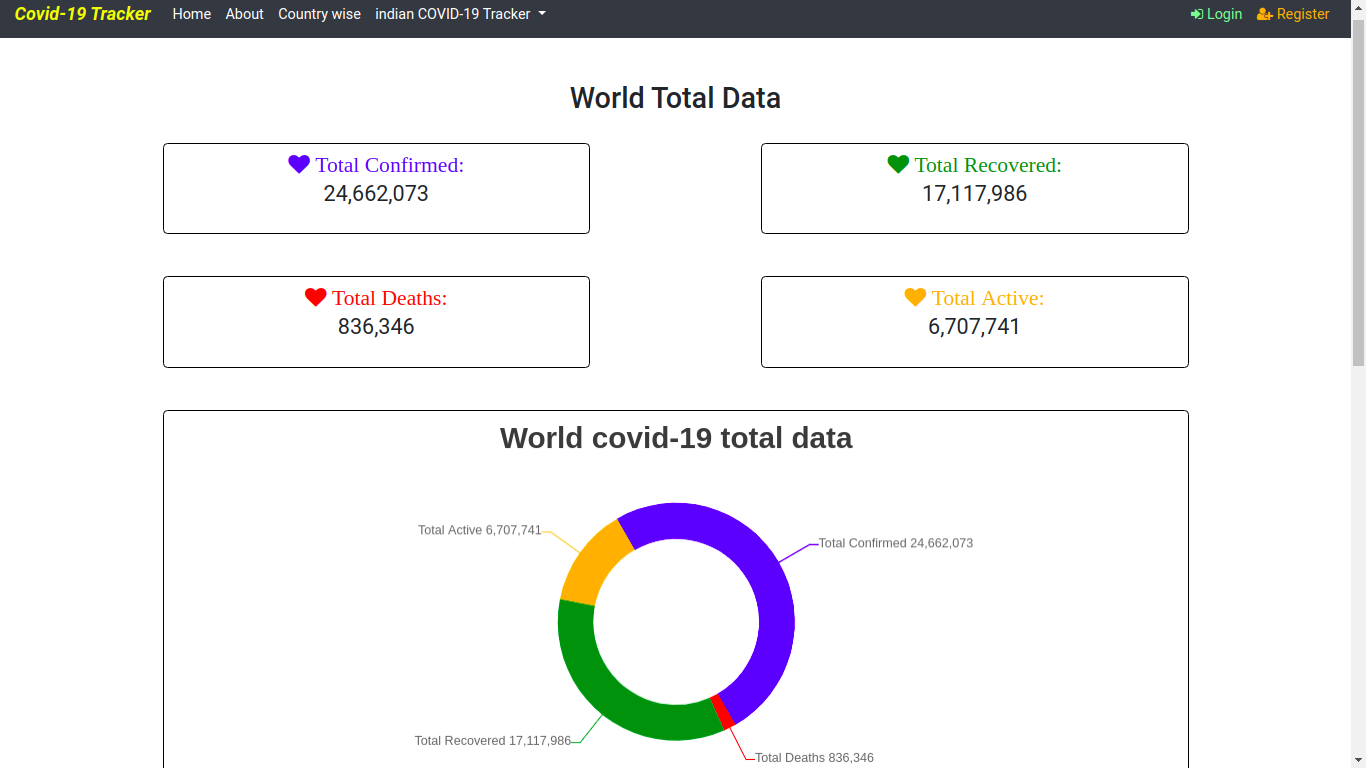 Covid-19 Tracker Home About Country wise indian COVID-19 Tracker Login Register
World Total Data
Total Confirmed:
24,662,073
Total Recovered:
17,117,986
Total Deaths:
836,346
Total Active:
6,707,741
World covid-19 total data
Total Active 6,707,741
Total Confirmed 24,662,073
Total Recovered 17,117,986
Total Deaths 836,346